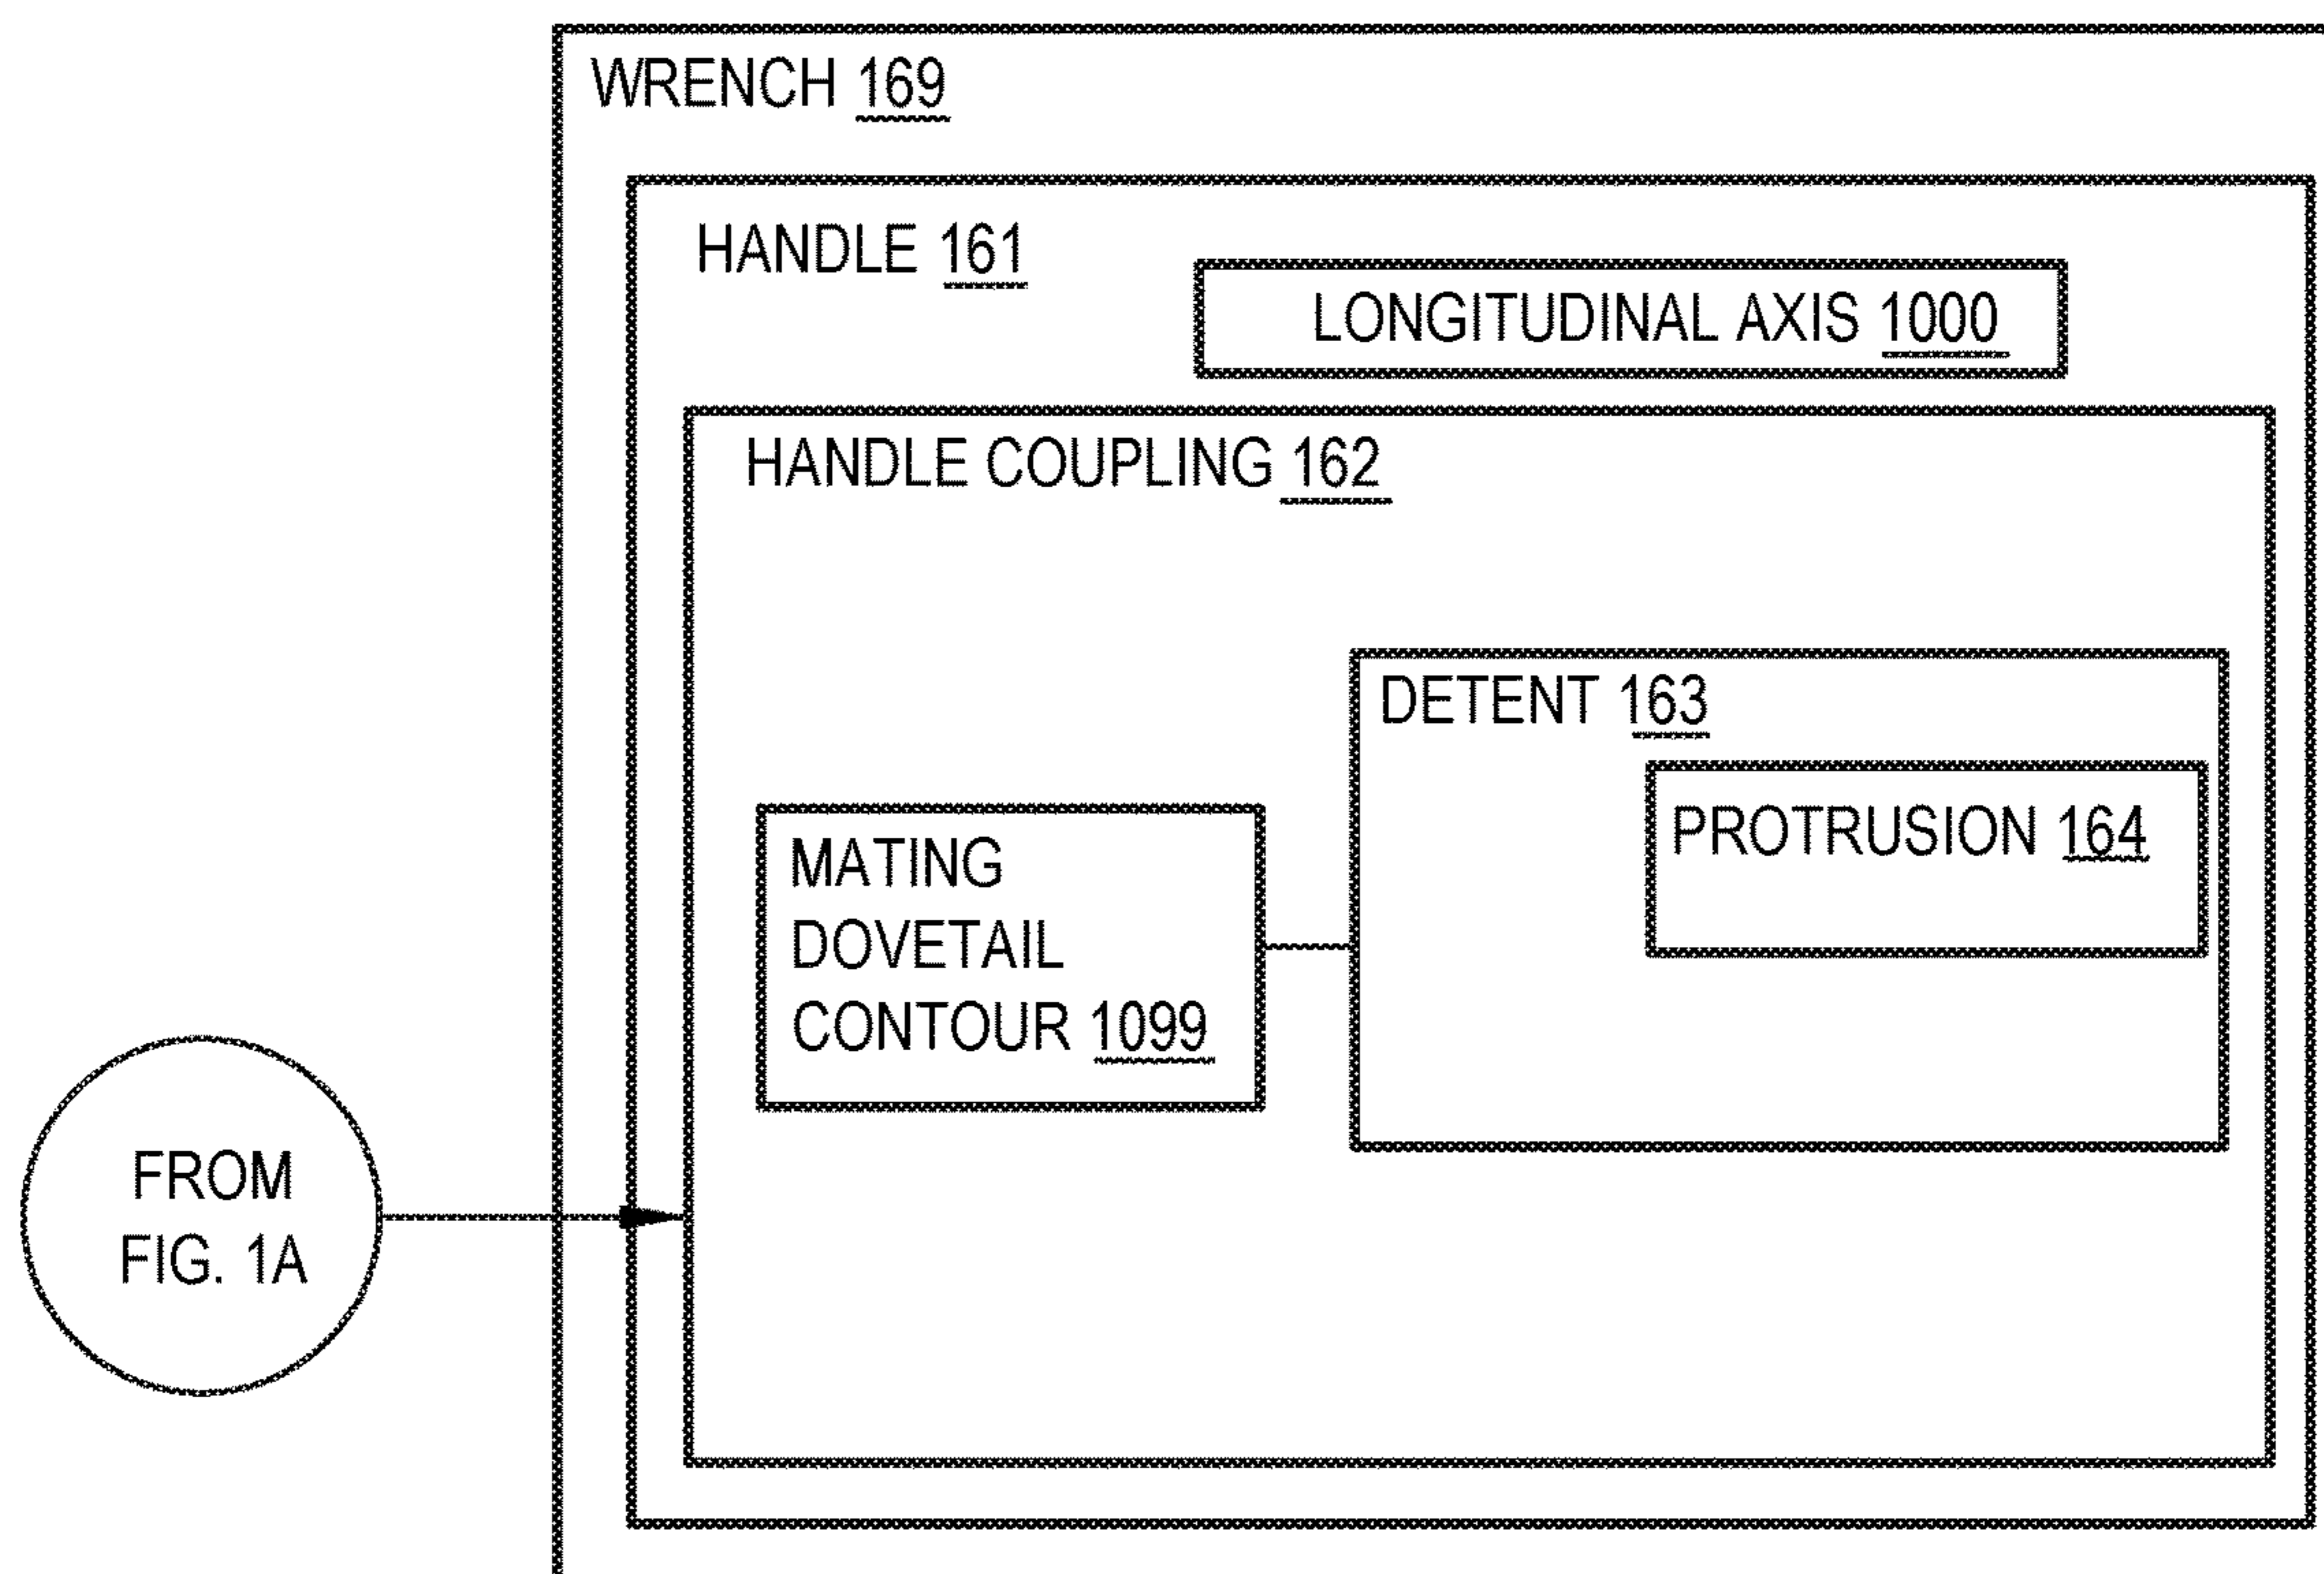 WRENCH 169
HANDLE 161
LONGITUDINAL AXIS 1000
HANDLE COUPLING 162
DETENT 163
PROTRUSION 164
MATING
DOVETAIL
CONTOUR 1099
FROM
FIG. 1A